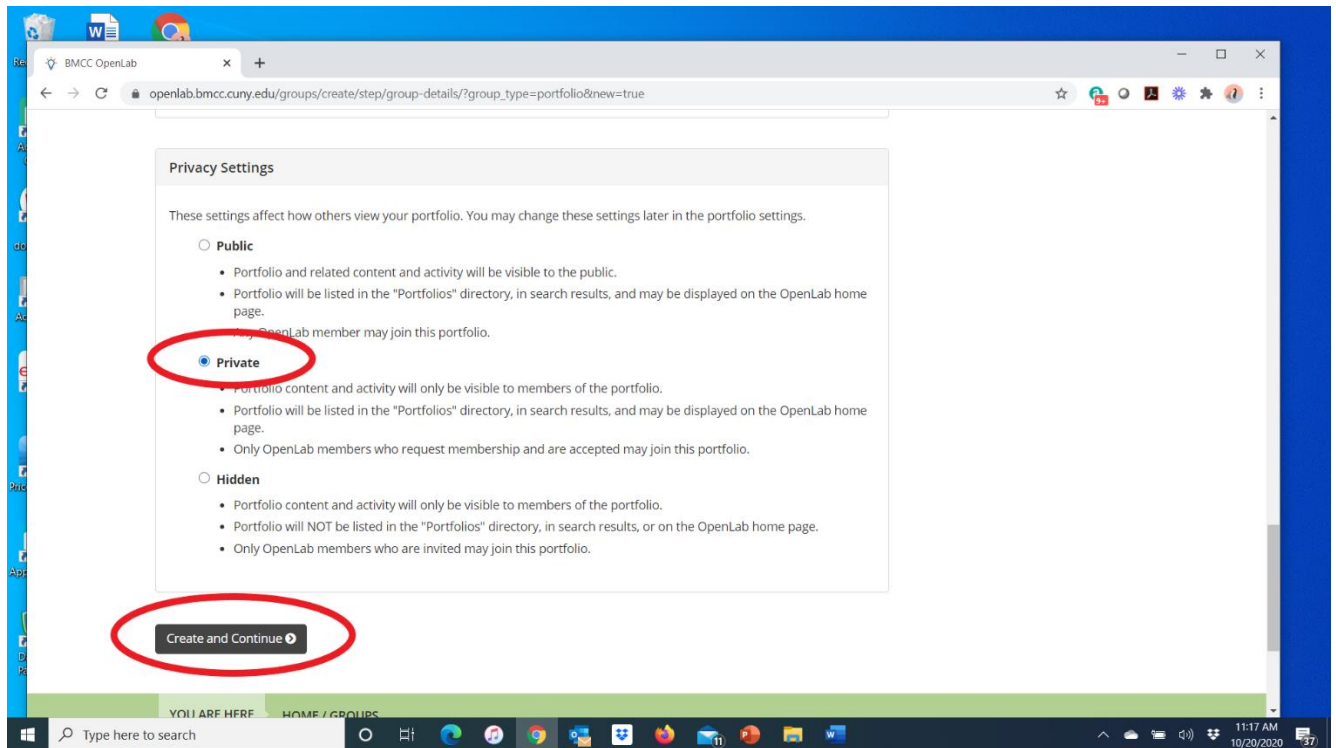 BMCC OpenLab
openlab.bmcc.cuny.edu/groups/create/step/group-details/?group_type=portfolio&new=true
9+
Privacy Settings
These settings affect how others view your portfolio. You may change these settings later in the portfolio settings.
Public
• Portfolio and related content and activity will be visible to the public.
• Portfolio will be listed in the "Portfolios" directory, in search results, and may be displayed on the OpenLab home
page.
OpenLab member may join this portfolio.
Private
• Portfolio content and activity will only be visible to members of the portfolio.
• Portfolio will be listed in the "Portfolios" directory, in search results, and may be displayed on the OpenLab home
page.
• Only OpenLab members who request membership and are accepted may join this portfolio.
Hidden
• Portfolio content and activity will only be visible to members of the portfolio.
• Portfolio will NOT be listed in the "Portfolios" directory, in search results, or on the OpenLab home page.
• Only OpenLab members who are invited may join this portfolio.
Create and Continue
YOU ARE HERE HOME / GROUPS
Type here to search
11
11:17 AM
10/20/2020
37